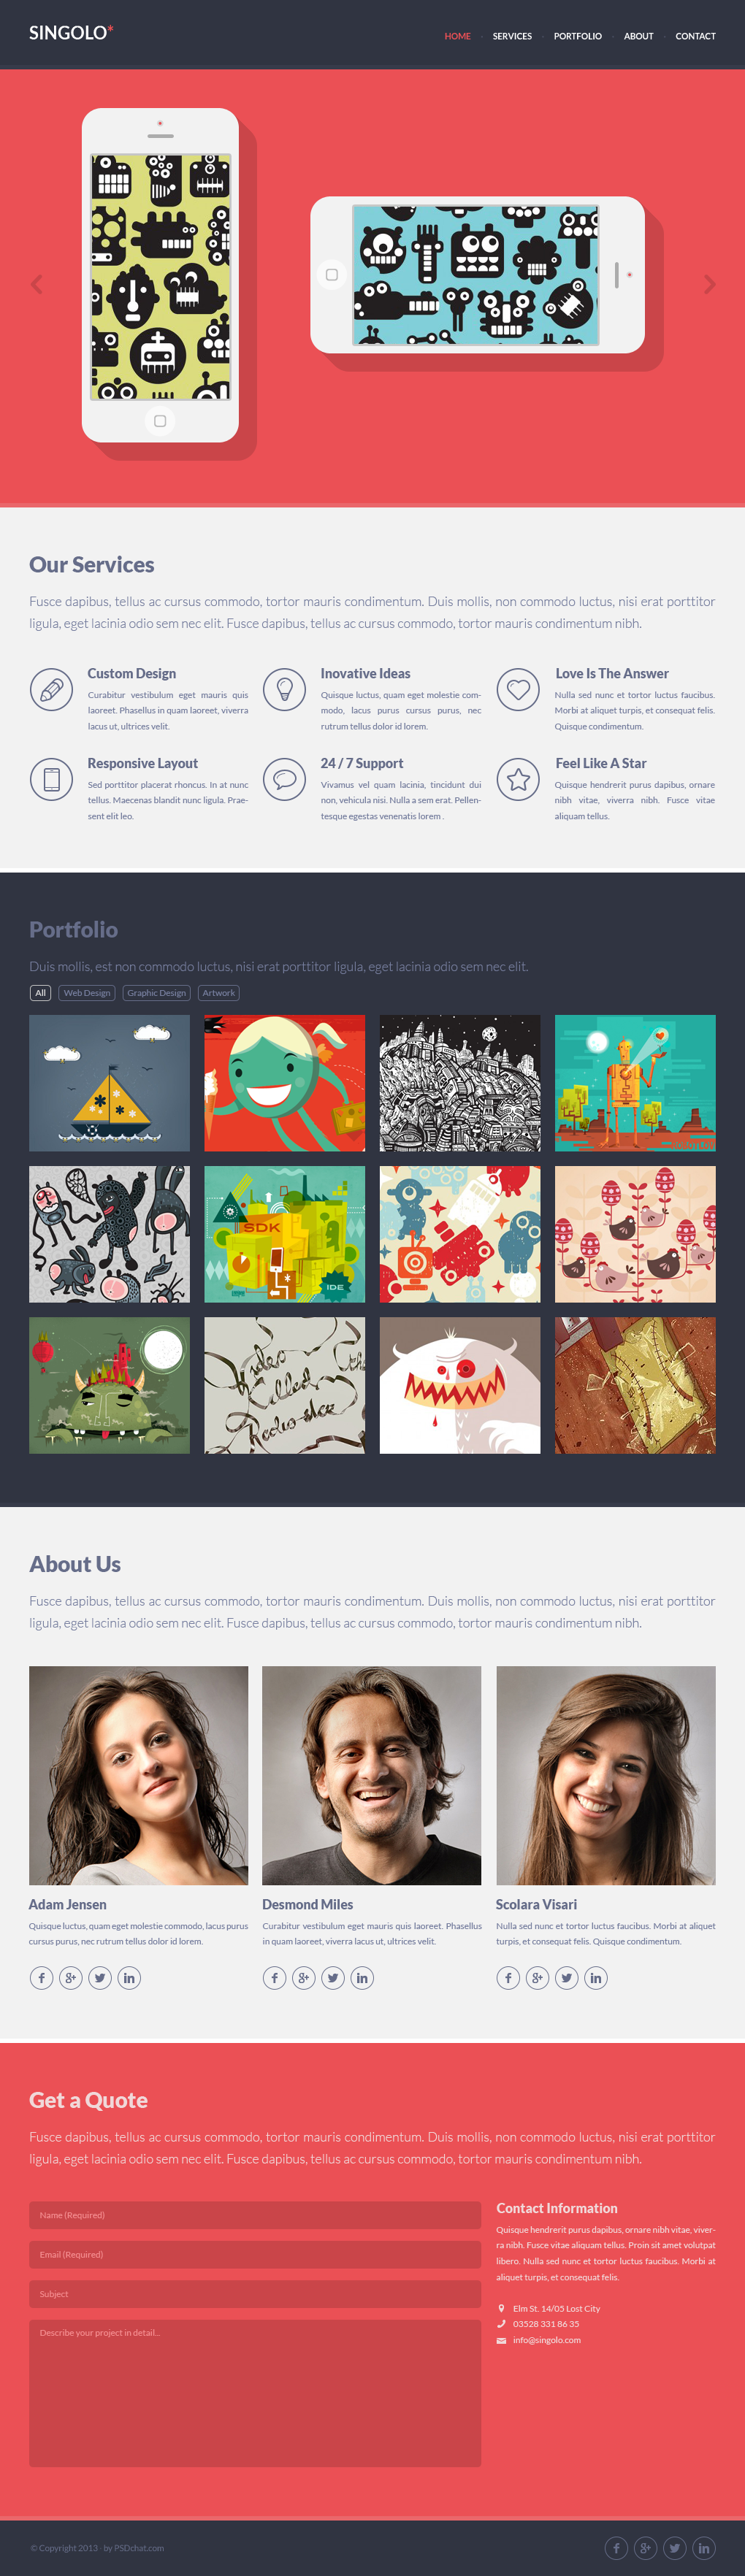 SINGOLO*
HOME SERVICES PORTFOLIO ABOUT CONTACT
Our Services
Fusce dapibus, tellus ac cursus commodo, tortor mauris condimentum. Duis mollis, non commodo luctus, nisi erat porttitor
ligula, eget lacinia odio sem nec elit. Fusce dapibus, tellus ac cursus commodo, tortor mauris condimentum nibh.
Custom Design
Curabitur vestibulum eget mauris quis
laoreet. Phasellus in quam laoreet, viverra
lacus ut, ultrices velit.
Inovative Ideas
Quisque luctus, quam eget molestie com-
modo, lacus purus cursus purus, nec
rutrum tellus dolor id lorem.
Love Is The Answer
Nulla sed nunc et tortor luctus faucibus.
Morbi at aliquet turpis, et consequat felis.
Quisque condimentum.
Responsive Layout
Sed porttitor placerat rhoncus. In at nunc
tellus. Maecenas blandit nunc ligula. Prae-
sent elit leo.
24 / 7 Support
Vivamus vel quam lacinia, tincidunt dui
non, vehicula nisi. Nulla a sem erat. Pellen-
tesque egestas venenatis lorem .
Feel Like A Star
Quisque hendrerit purus dapibus, ornare
nibh vitae, viverra nibh. Fusce vitae
aliquam tellus.
Portfolio
Duis mollis, est non commodo luctus, nisi erat porttitor ligula, eget lacinia odio sem nec elit.
All Web Design Graphic Design Artwork
SDK
IDE
About Us
Fusce dapibus, tellus ac cursus commodo, tortor mauris condimentum. Duis mollis, non commodo luctus, nisi erat porttitor
ligula, eget lacinia odio sem nec elit. Fusce dapibus, tellus ac cursus commodo, tortor mauris condimentum nibh.
Adam Jensen
Quisque luctus, quam eget molestie commodo, lacus purus
cursus purus, nec rutrum tellus dolor id lorem.
Desmond Miles
Curabitur vestibulum eget mauris quis laoreet. Phasellus
in quam laoreet, viverra lacus ut, ultrices velit.
Scolara Visari
Nulla sed nunc et tortor luctus faucibus. Morbi at aliquet
turpis, et consequat felis. Quisque condimentum.
Get a Quote
Fusce dapibus, tellus ac cursus commodo, tortor mauris condimentum. Duis mollis, non commodo luctus, nisi erat porttitor
ligula, eget lacinia odio sem nec elit. Fusce dapibus, tellus ac cursus commodo, tortor mauris condimentum nibh.
Name (Required)
Email (Required)
Subject
Describe your project in detail...
Contact Information
Quisque hendrerit purus dapibus, ornare nibh vitae, viver-
ra nibh. Fusce vitae aliquam tellus. Proin sit amet volutpat
libero. Nulla sed nunc et tortor luctus faucibus. Morbi at
aliquet turpis, et consequat felis.
Elm St. 14/05 Lost City
03528 331 86 35
info@singolo.com
© Copyright 2013 · by PSDchat.com